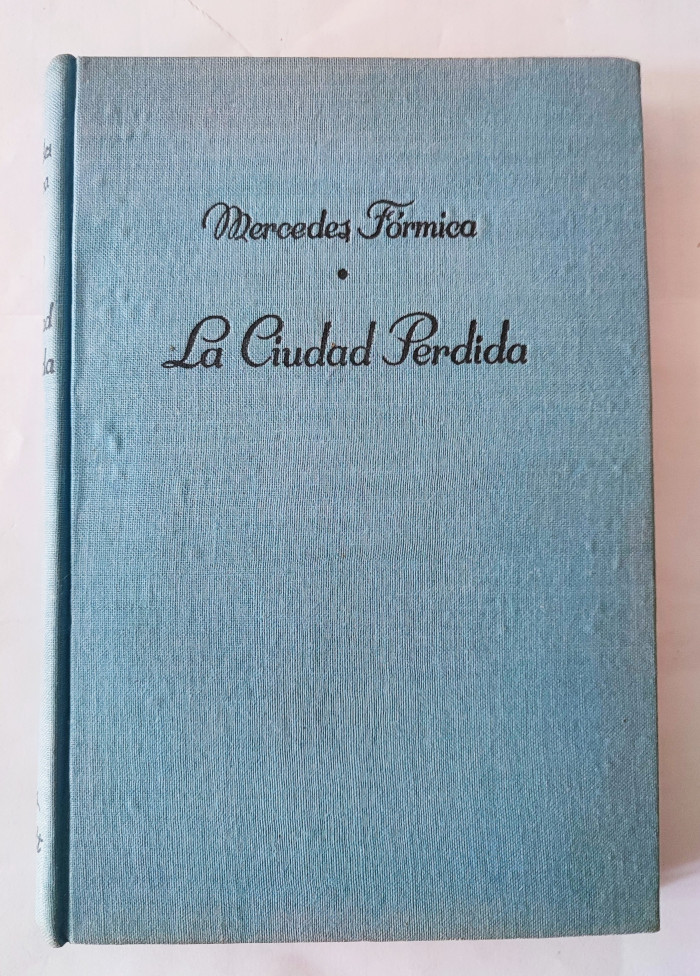 Mercedes Fórmica
•
La Ciudad Perdida